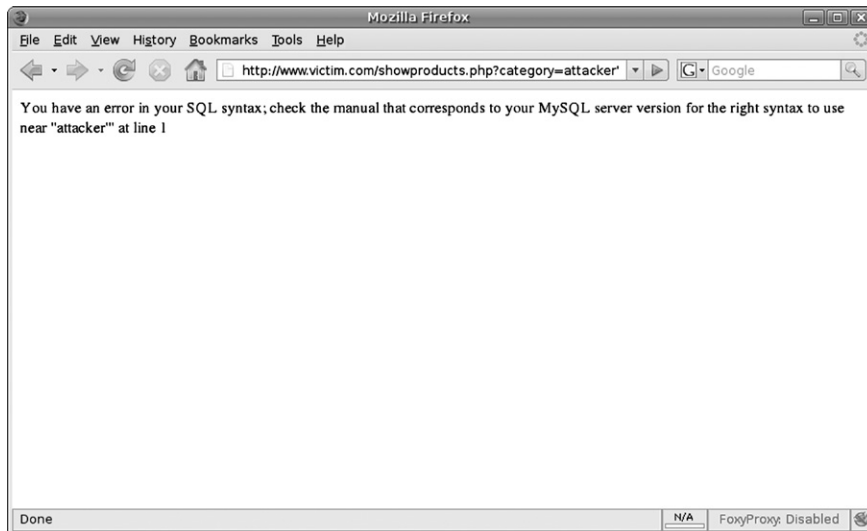 Mozilla Firefox
File Edit View History Bookmarks Tools Help
http://www.victim.com/showproducts.php?category=attacker'
G Google
You have an error in your SQL syntax; check the manual that corresponds to your MySQL server version for the right syntax to use
near ''attacker''' at line 1
Done
N/A
FoxyProxy: Disabled